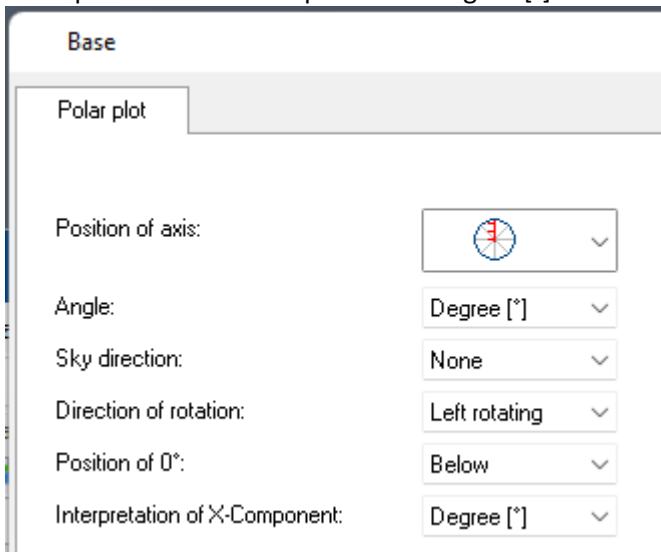 Base
Polar plot
Position of axis:
Angle: Degree [°]
Sky direction: None
Direction of rotation: Left rotating
Position of 0°: Below
Interpretation of X-Component: Degree [°]